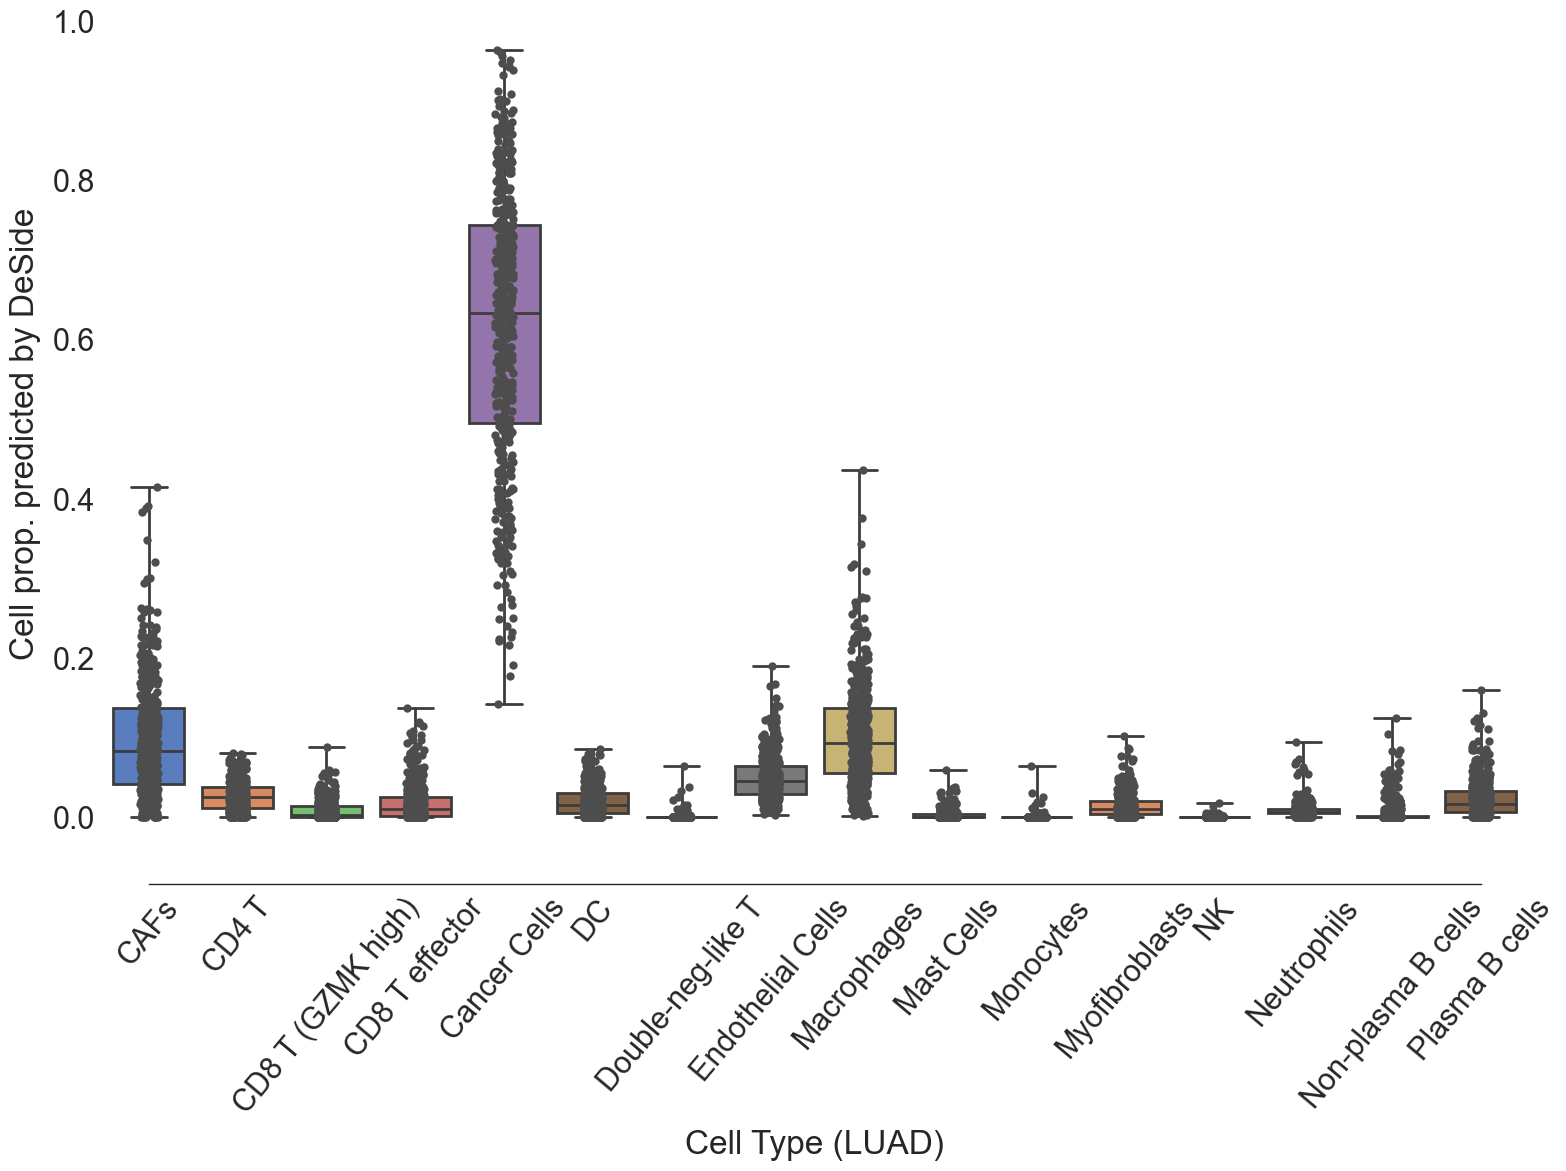 Cell prop. predicted by DeSide
1.0
0.8
0.6
0.4
0.2
0.0
CAFs
CD4 T
CD8 T (GZMK high)
CD8 T effector
Cancer Cells
DC
Double-neg-like T
Endothelial Cells
Macrophages
Mast Cells
Monocytes
Myofibroblasts
NK
Neutrophils
Non-plasma B cells
Plasma B cells
Cell Type (LUAD)